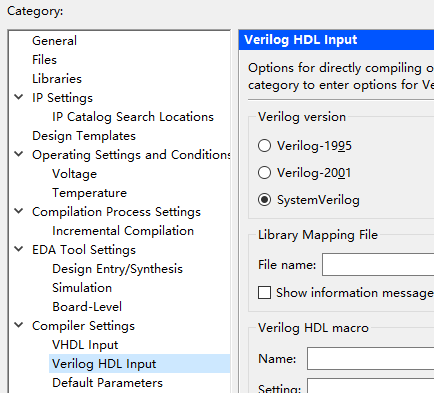 Category:
General
Files
Libraries
IP Settings
IP Catalog Search Locations
Design Templates
Operating Settings and Conditions
Voltage
Temperature
Compilation Process Settings
Incremental Compilation
EDA Tool Settings
Design Entry/Synthesis
Simulation
Board-Level
Compiler Settings
VHDL Input
Verilog HDL Input
Default Parameters
Verilog HDL Input
Options for directly compiling o
category to enter options for Ve
Verilog version
Verilog-1995
Verilog-2001
SystemVerilog
Library Mapping File
File name:
Show information message
Verilog HDL macro
Name:
Setting: